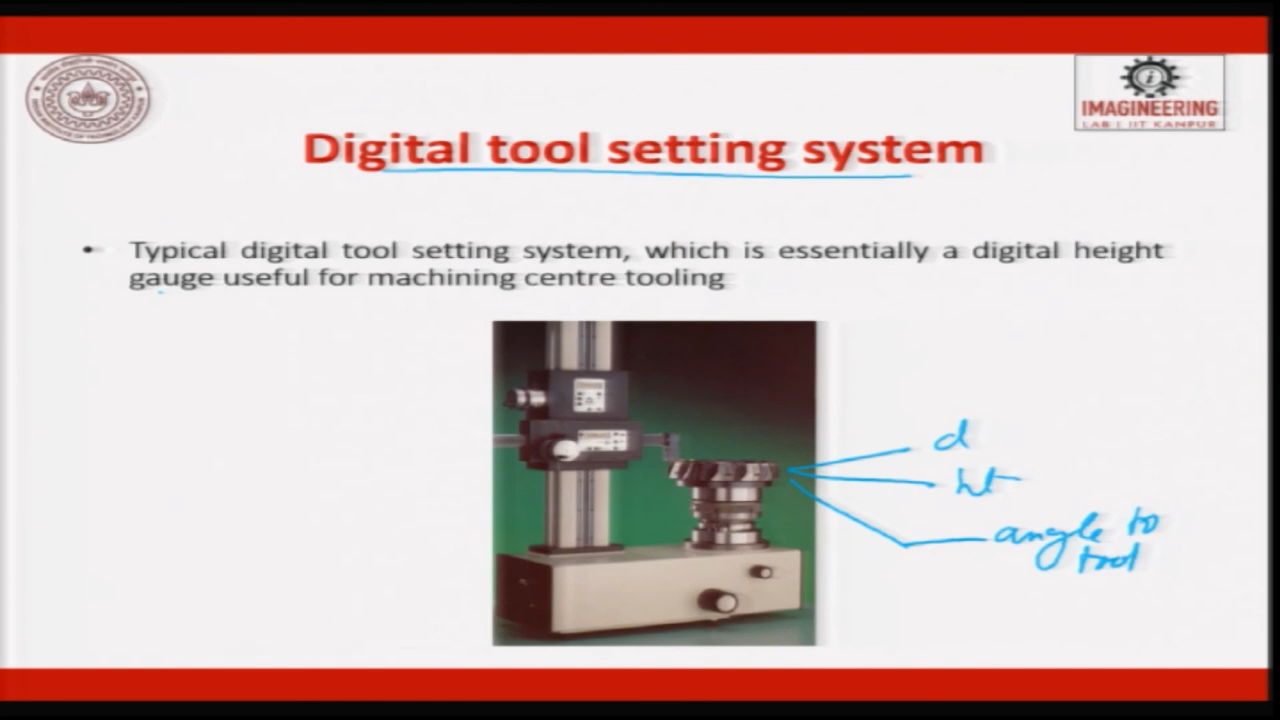 IMAGINEERING
LAB | IIT KANPUR
Digital tool setting system
• Typical digital tool setting system, which is essentially a digital height
gauge useful for machining centre tooling
d
ht
angle to
tool